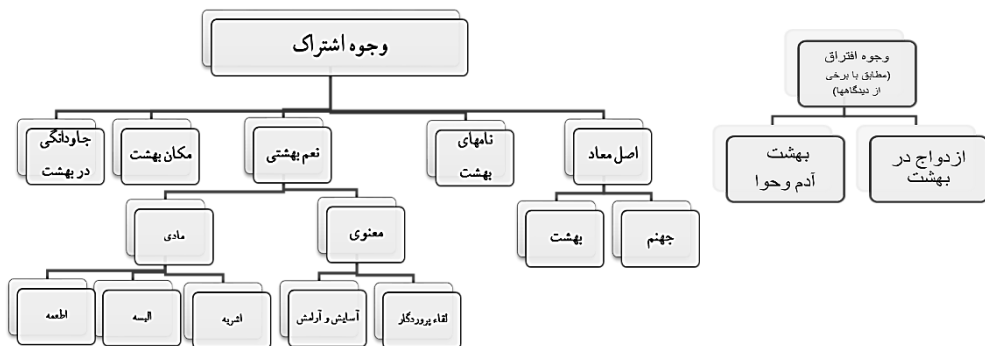 وجوه اشتراک
اصل معاد
نامهای
بهشت
نعم بهشتی
مکان بهشت
جاودانگی
در بهشت
جهنم
بهشت
معنوی
مادی
لقاء پروردگار
آسایش و آرامش
اشربه
البسه
اطعمه
وجوه افتراق
(مطابق با برخی
از دیدگاهها)
ازدواج در
بهشت
بهشت
آدم وحوا